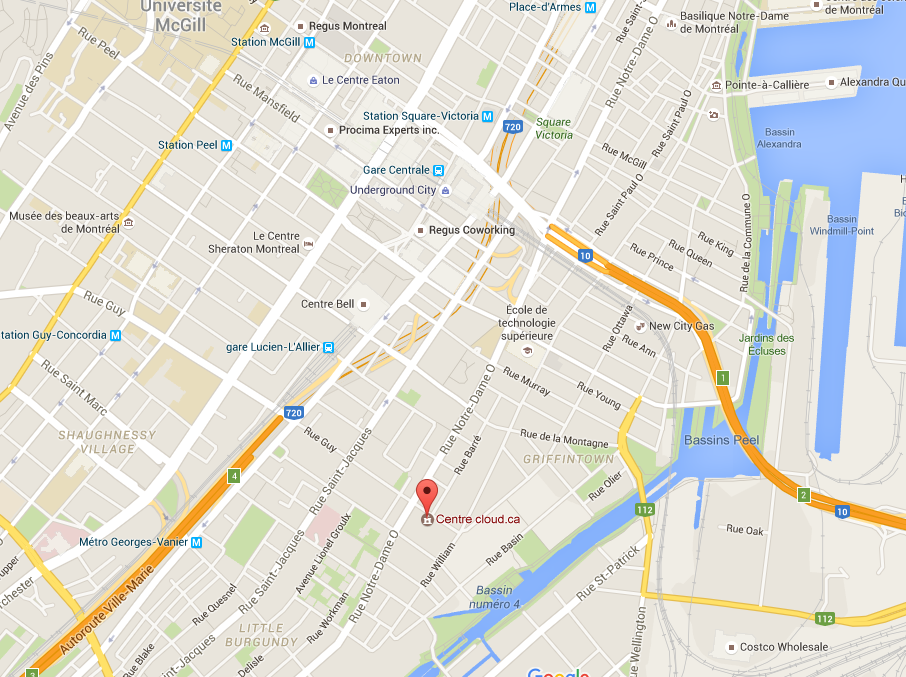 Université
McGill
Regus Montreal
Place-d'Armes
Basilique Notre-Dame
de Montréal
de Montréal
Rue Notre-Dame O
Rue Peel
Station McGill
DOWNTOWN
Le Centre Eaton
Avenue des Pins
Rue Mansfield
Pointe-à-Callière
Alexandra Qu
Station Square-Victoria
720
Square
Victoria
Rue Saint Paul O
Procima Experts inc.
Bassin
Alexandra
Station Peel
Rue McGill
Gare Centrale
Underground City
Rue Saint Paul O
Rue de la Commune O
Musée des beaux-arts
de Montréal
Le Centre
Sheraton Montreal
Regus Coworking
Bassin
Windmill-Point
10
Rue Prince
Rue Queen
Rue King
Rue Guy
Centre Bell
École de
technologie
supérieure
Rue Ottawa
New City Gas
Rue Ann
Jardins des
Écluses
tation Guy-Concordia
gare Lucien-L'Allier
Rue Saint Marc
Rue Murray
Rue Young
1
720
Rue Notre-Dame O
SHAUGHNESSY
VILLAGE
Rue Guy
Rue Saint-Jacques
Rue Barré
Rue de la Montagne
GRIFFINTOWN
Bassins Peel
4
Rue Olier
2
112
10
Centre cloud.ca
Métro Georges-Vanier
Avenue Lionel Groulx
Rue Notre-Dame O
Rue William
Rue Basin
Rue Oak
Rue St-Patrick
Autoroute Ville-Marie
Rue Quesnel
Rue Saint-Jacques
Rue Workman
Bassin
numéro 4
112
LITTLE
BURGUNDY
Rue Wellington
Costco Wholesale
Rue Blake
nt-Jacques
Delisle
3
Google